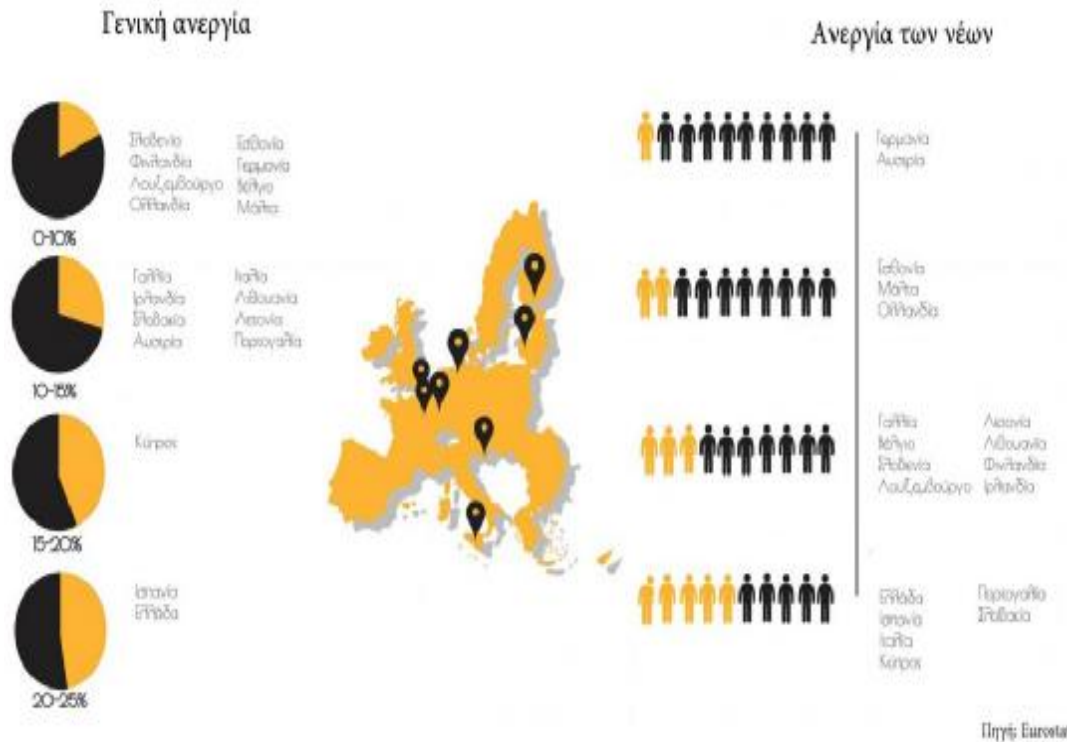 Γενική ανεργία
Ανεργία των νέων
Σλοβενία
Φινλανδία
Λουξεμβούργο
Ολλανδία
Εσθονία
Γερμανία
Βέλγιο
Μάλτα
0-10%
Γαλλία
Ιρλανδία
Σλοβακία
Αυστρία
Ιταλία
Λιθουανία
Λετονία
Πορτογαλία
10-15%
Κύπρος
15-20%
Ισπανία
Ελλάδα
20-25%
Γερμανία
Αυστρία
Εσθονία
Μάλτα
Ολλανδία
Γαλλία
Βέλγιο
Σλοβενία
Λουξεμβούργο
Λετονία
Λιθουανία
Φινλανδία
Ιρλανδία
Ελλάδα
Ισπανία
Ιταλία
Κύπρος
Πορτογαλία
Σλοβακία
Πηγή: Eurostat